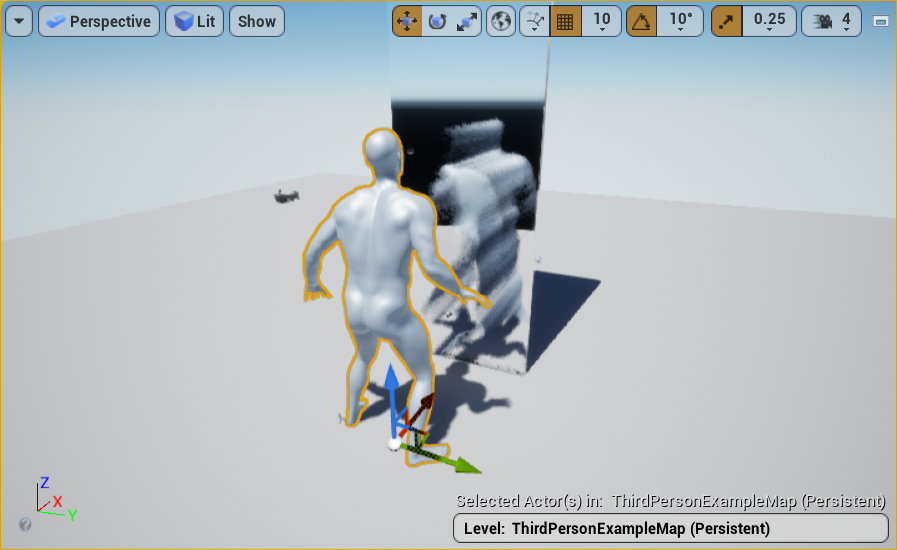 Perspective Lit Show 10 10° 0.25 4
Z
X
Y
?
Selected Actor(s) in: ThirdPersonExampleMap (Persistent)
Level: ThirdPersonExampleMap (Persistent)